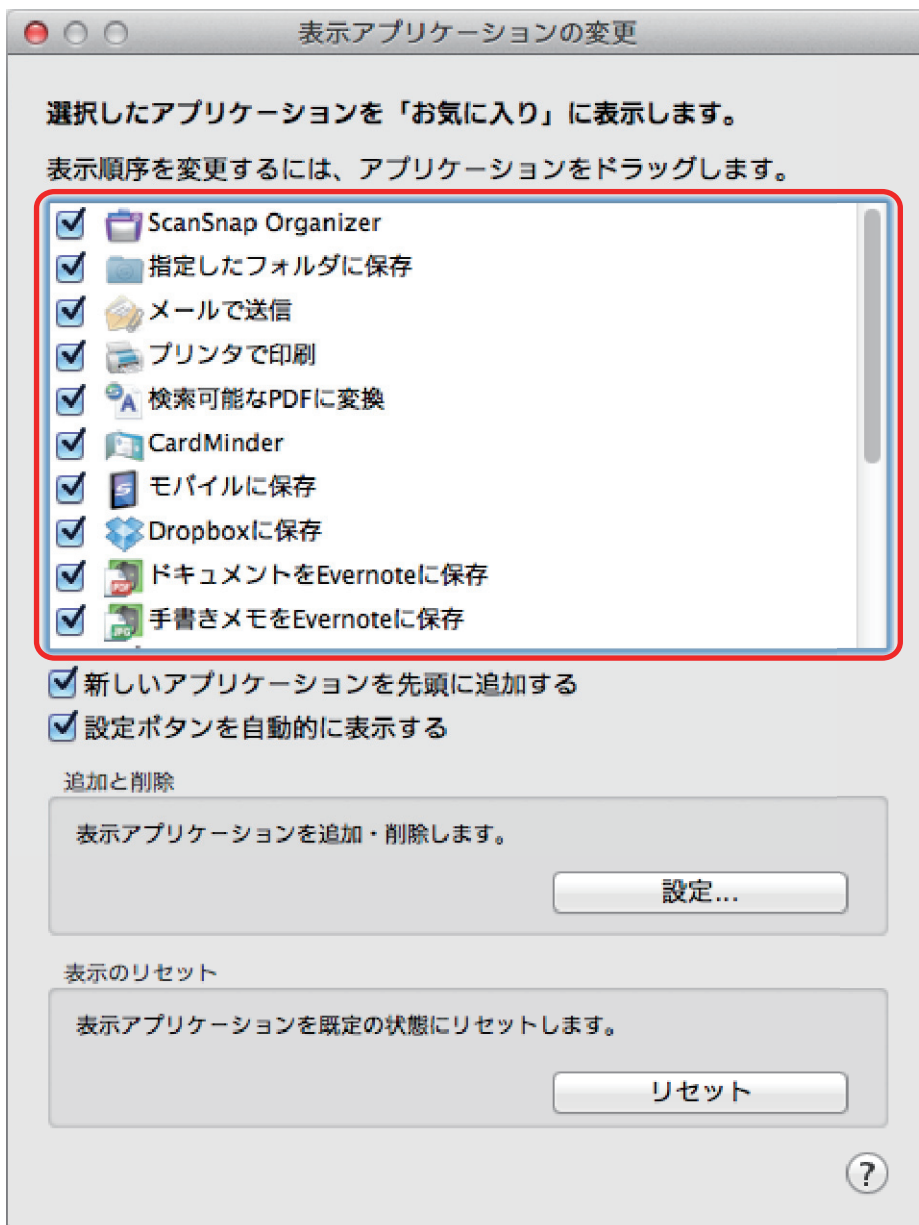 表示アプリケーションの変更
選択したアプリケーションを「お気に入り」に表示します。
表示順序を変更するには、アプリケーションをドラッグします。
ScanSnap Organizer
指定したフォルダに保存
メールで送信
プリンタで印刷
検索可能なPDFに変換
CardMinder
モバイルに保存
Dropboxに保存
ドキュメントをEvernoteに保存
手書きメモをEvernoteに保存
新しいアプリケーションを先頭に追加する
設定ボタンを自動的に表示する
追加と削除
表示アプリケーションを追加・削除します。
設定...
表示のリセット
表示アプリケーションを既定の状態にリセットします。
リセット
?